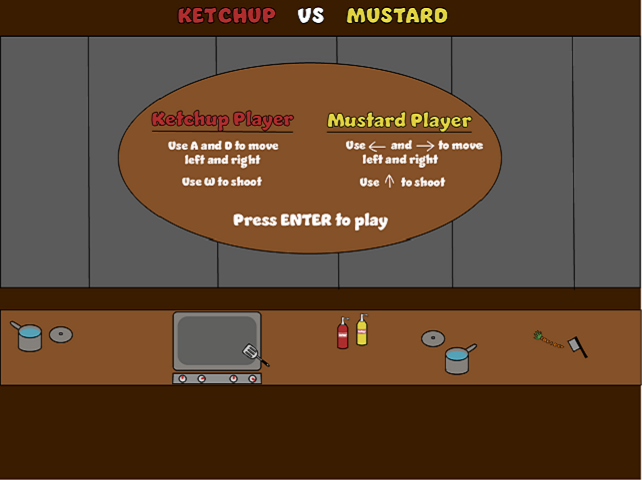 KETCHUP VS MUSTARD
Ketchup Player
Use A and D to move
left and right
Use W to shoot
Mustard Player
Use ← and → to move
left and right
Use ↑ to shoot
Press ENTER to play